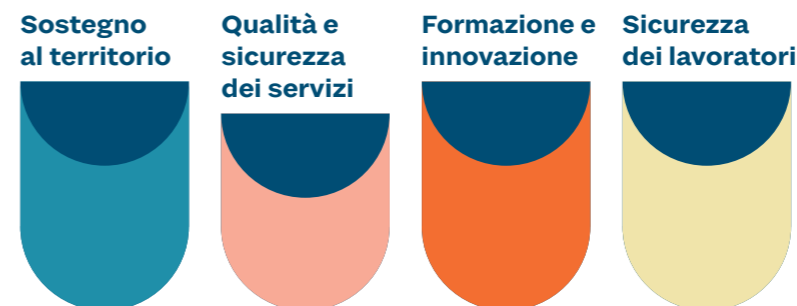 Sostegno
al territorio
Qualità e
sicurezza
dei servizi
Formazione e
innovazione
Sicurezza
dei lavoratori